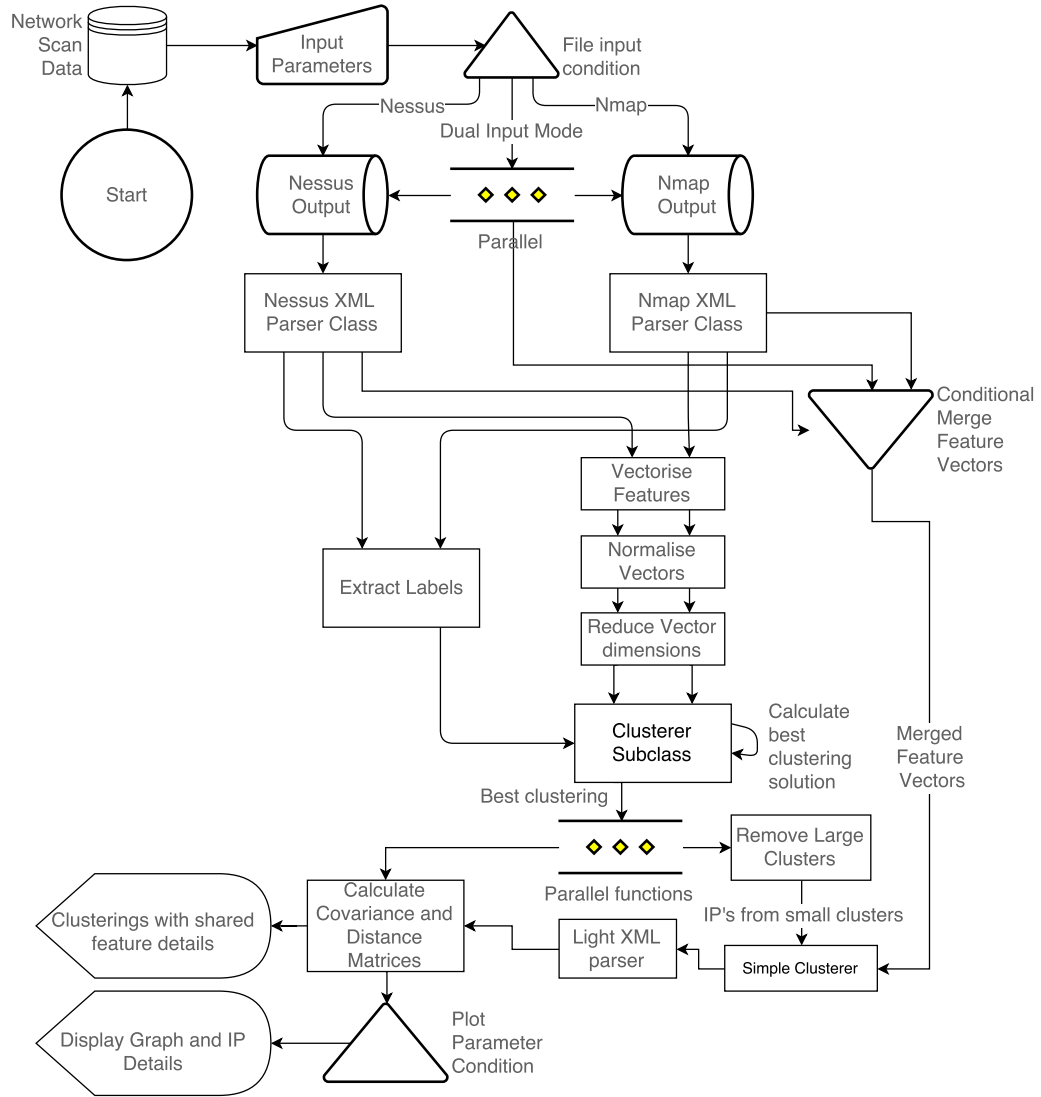 Network
Scan
Data
Input
Parameters
File input
condition
Nessus
Nmap
Dual Input Mode
Start
Nessus
Output
Nmap
Output
Parallel
Nessus XML
Parser Class
Nmap XML
Parser Class
Conditional
Merge
Feature
Vectors
Vectorise
Features
Normalise
Vectors
Extract Labels
Reduce Vector
dimensions
Clusterer
Subclass
Calculate
best
clustering
solution
Merged
Feature
Vectors
Best clustering
Remove Large
Clusters
Parallel functions
Calculate
Covariance and
Distance
Matrices
IP's from small clusters
Clusterings with shared
feature details
Light XML
parser
Simple Clusterer
Display Graph and IP
Details
Plot
Parameter
Condition